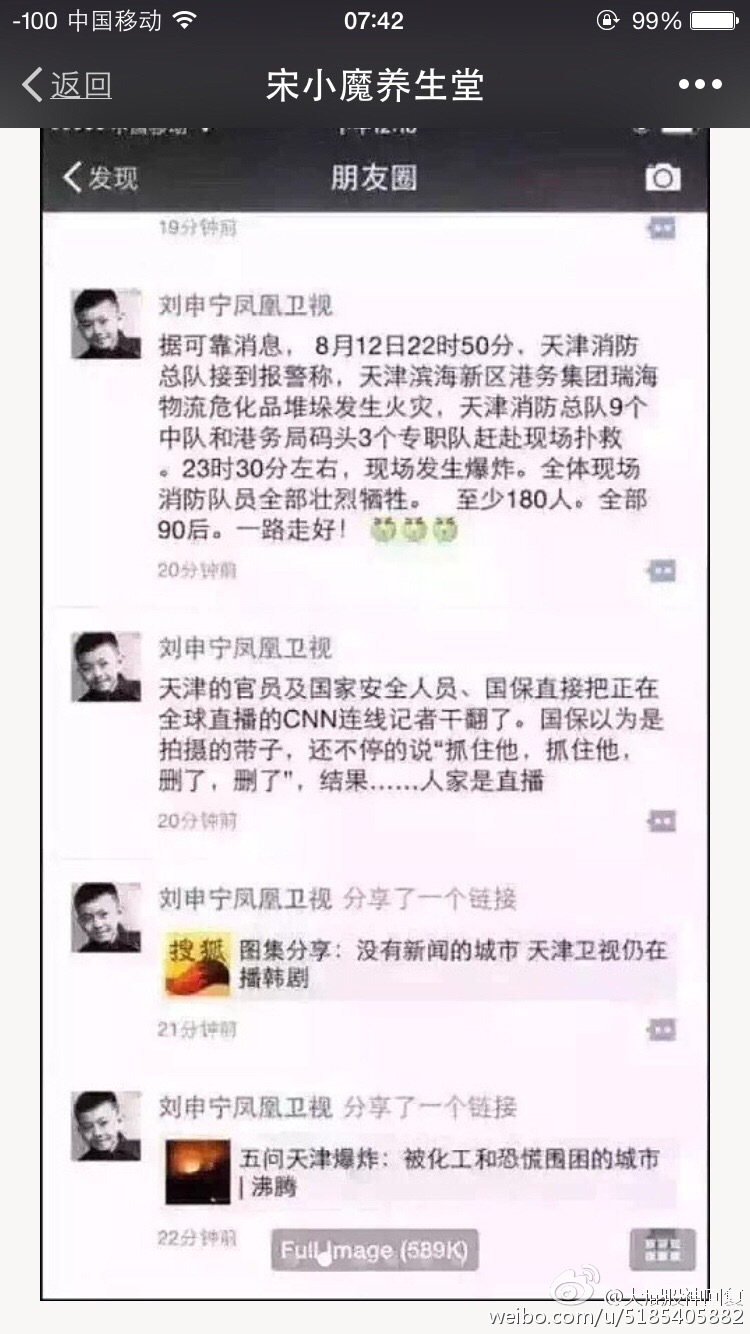 -100 中国移动 07:42 99%
返回 宋小魔养生堂
发现 朋友圈
19分钟前
刘申宁凤凰卫视
据可靠消息， 8月12日22时50分，天津消防
总队接到报警称，天津滨海新区港务集团瑞海
物流危化品堆垛发生火灾，天津消防总队9个
中队和港务局码头3个专职队赶赴现场扑救
。23时30分左右，现场发生爆炸。全体现场
消防队员全部壮烈牺牲。 至少180人。全部
90后。一路走好！
20分钟前
刘申宁凤凰卫视
天津的官员及国家安全人员、国保直接把正在
全球直播的CNN连线记者干翻了。国保以为是
拍摄的带子，还不停的说“抓住他，抓住他，
删了，删了”，结果......人家是直播
20分钟前
刘申宁凤凰卫视 分享了一个链接
搜狐 图集分享：没有新闻的城市 天津卫视仍在
播韩剧
21分钟前
刘申宁凤凰卫视 分享了一个链接
五问天津爆炸：被化工和恐慌围困的城市
| 沸腾
22分钟前
Full Image (589K)
weibo.com/u/5185405882